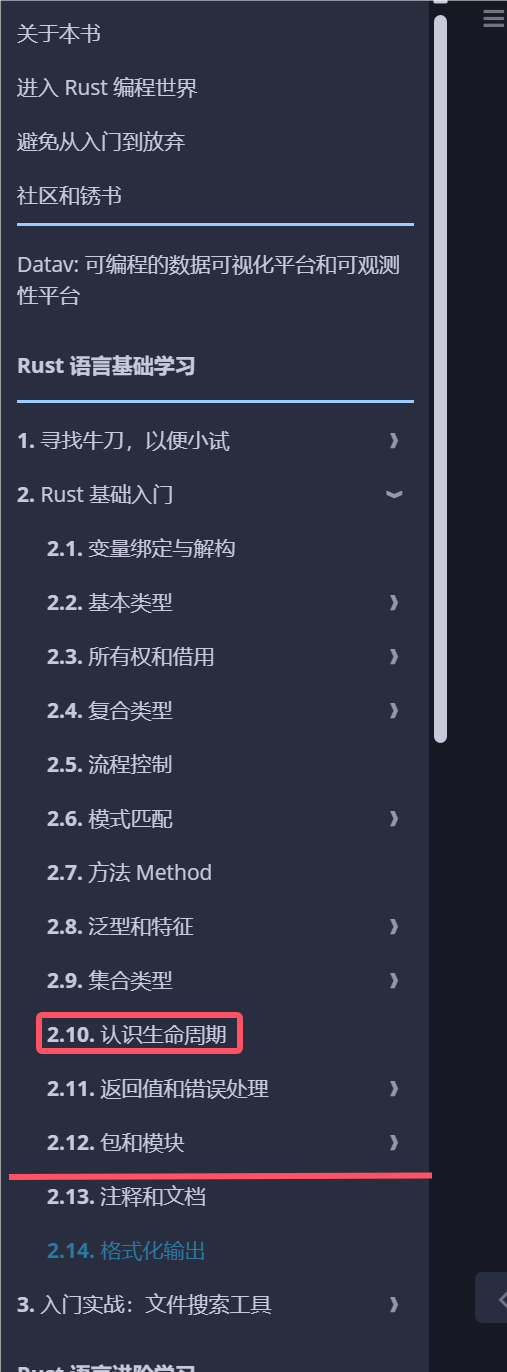 关于本书
进入 Rust 编程世界
避免从入门到放弃
社区和锈书
Datav: 可编程的数据可视化平台和可观测
性平台
Rust 语言基础学习
1. 寻找牛刀，以便小试
2. Rust 基础入门
2.1. 变量绑定与解构
2.2. 基本类型
2.3. 所有权和借用
2.4. 复合类型
2.5. 流程控制
2.6. 模式匹配
2.7. 方法 Method
2.8. 泛型和特征
2.9. 集合类型
2.10. 认识生命周期
2.11. 返回值和错误处理
2.12. 包和模块
2.13. 注释和文档
2.14. 格式化输出
3. 入门实战：文件搜索工具
Rust 语言进阶学习